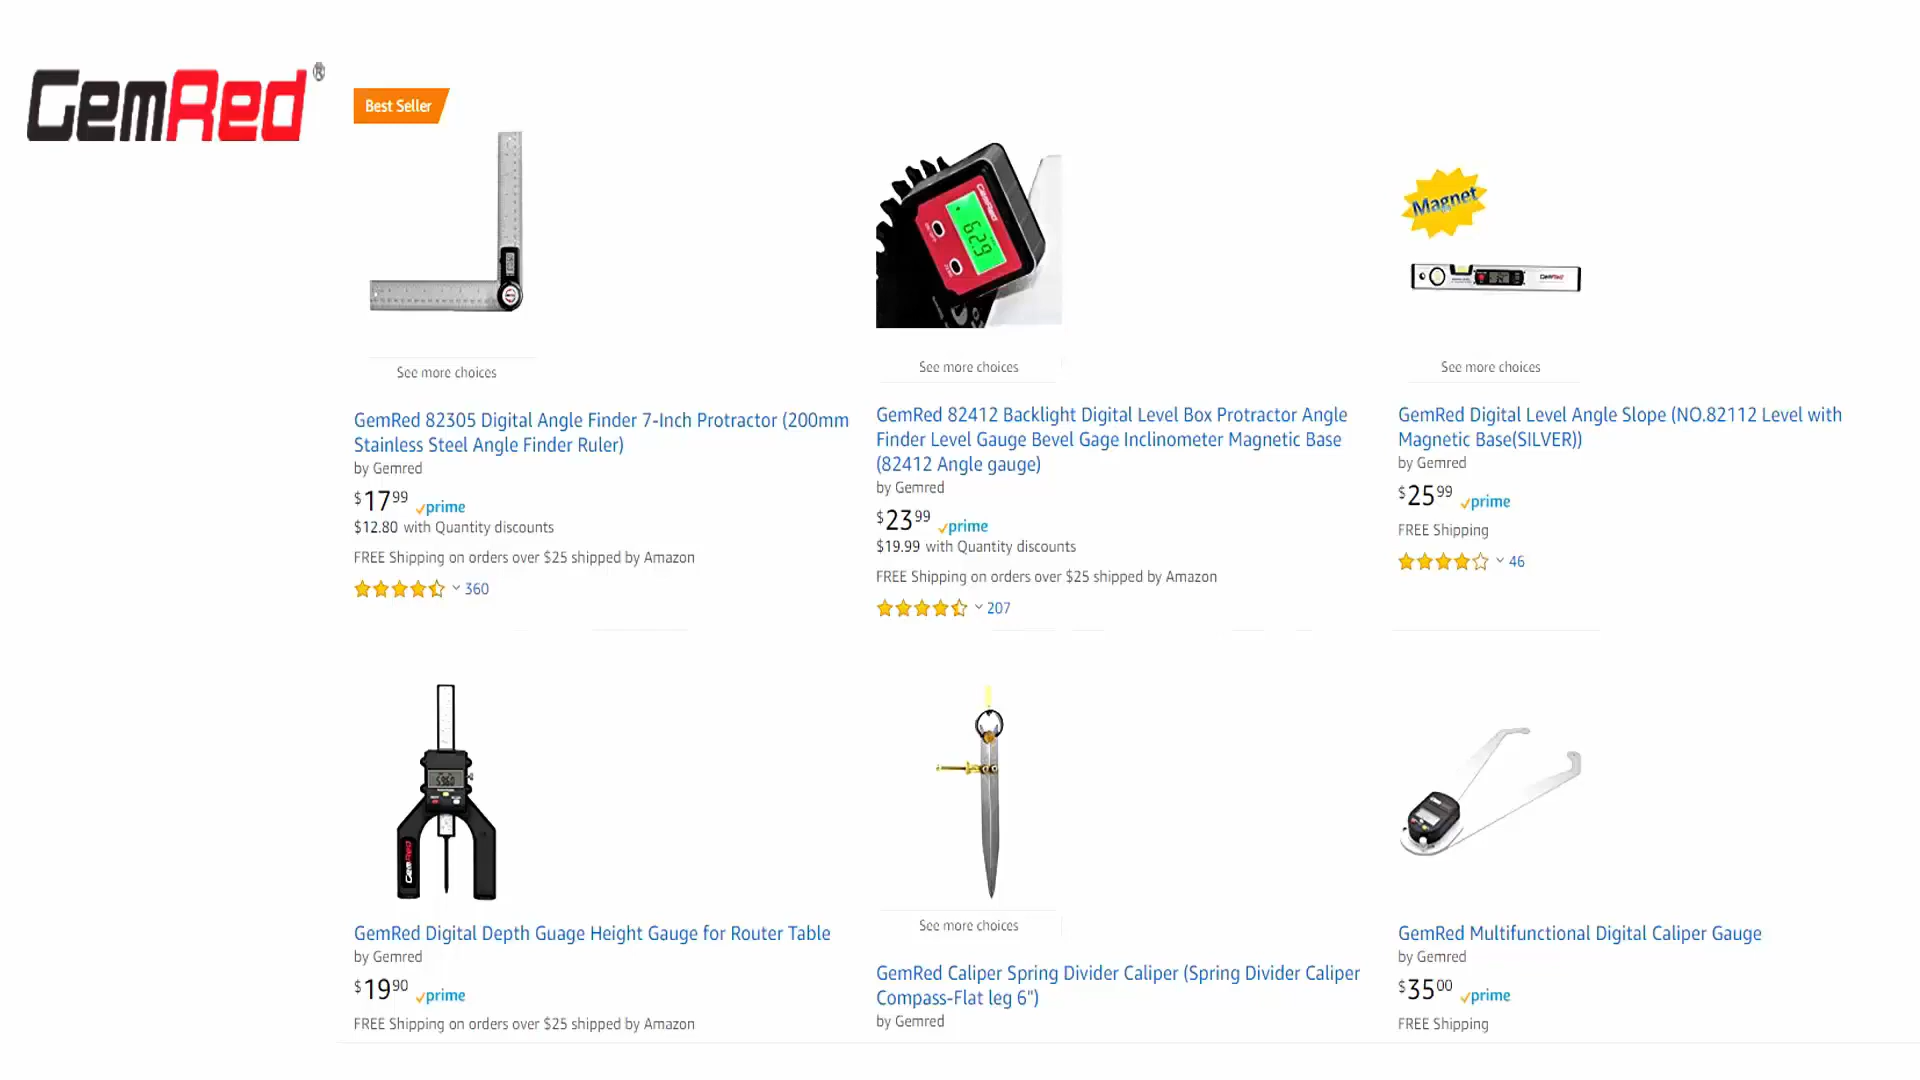 GemRed®
Best Seller
GemRed
62.9
Magnet
GemRed
See more choices
See more choices
See more choices
GemRed 82305 Digital Angle Finder 7-Inch Protractor (200mm
Stainless Steel Angle Finder Ruler)
by Gemred
$17 99 prime
$12.80 with Quantity discounts
FREE Shipping on orders over $25 shipped by Amazon
360
GemRed 82412 Backlight Digital Level Box Protractor Angle
Finder Level Gauge Bevel Gage Inclinometer Magnetic Base
(82412 Angle gauge)
by Gemred
$23 99 prime
$19.99 with Quantity discounts
FREE Shipping on orders over $25 shipped by Amazon
207
GemRed Digital Level Angle Slope (NO.82112 Level with
Magnetic Base(SILVER))
by Gemred
$25 99 prime
FREE Shipping
46
GemRed
GemRed Digital Depth Guage Height Gauge for Router Table
by Gemred
$19 90 prime
FREE Shipping on orders over $25 shipped by Amazon
See more choices
GemRed Caliper Spring Divider Caliper (Spring Divider Caliper
Compass-Flat leg 6")
by Gemred
GemRed Multifunctional Digital Caliper Gauge
by Gemred
$35 00 prime
FREE Shipping